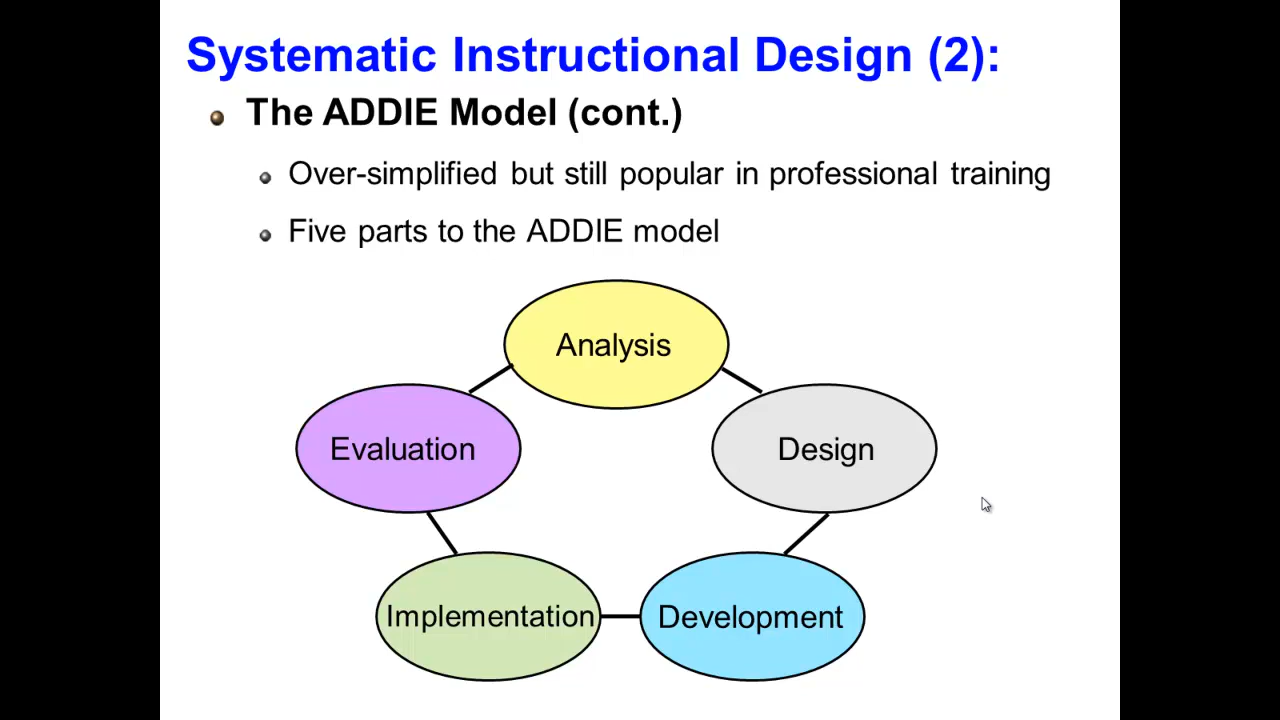 Systematic Instructional Design (2):
The ADDIE Model (cont.)
Over-simplified but still popular in professional training
Five parts to the ADDIE model
Analysis
Evaluation
Design
Implementation
Development